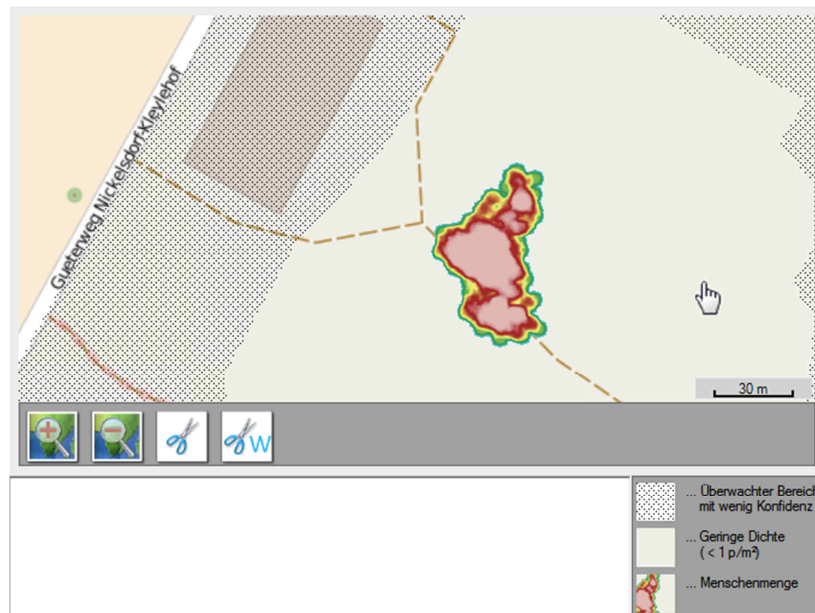 Gueterweg Nickelsdorf-Kleylehof
30 m
W
... Überwachter Bereich
mit wenig Konfidenz
... Geringe Dichte
( < 1 p/m²)
... Menschenmenge